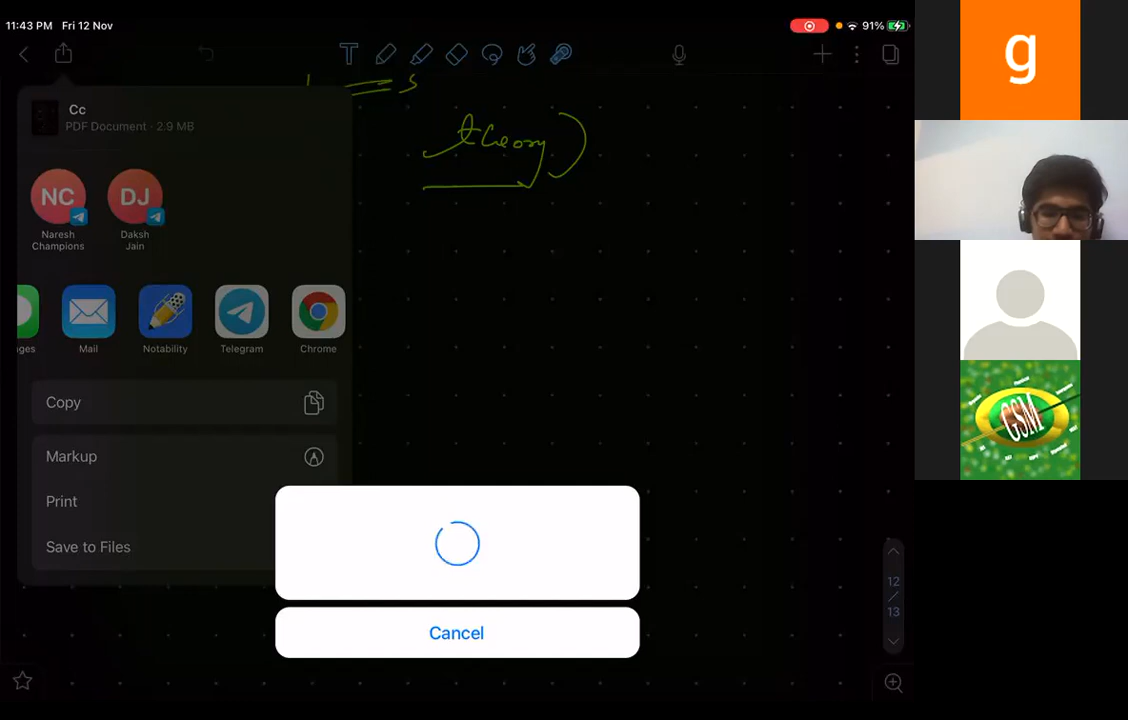 11:43 PM Fri 12 Nov
91%
T
theory)
Cc
PDF Document · 2.9 MB
NC
DJ
Naresh
Champions
Daksh
Jain
ages
Mail
Notability
Telegram
Chrome
Copy
Markup
Print
Save to Files
Cancel
12
/
13
g
GSM